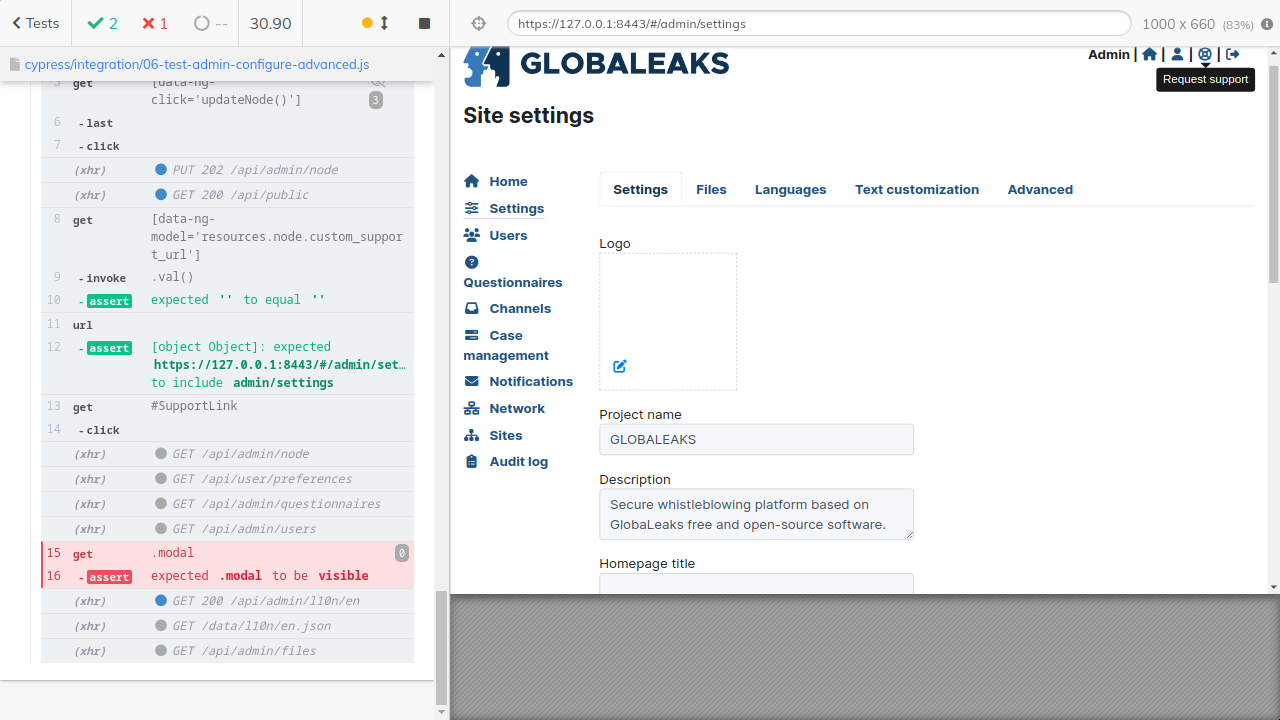 Tests
2
1
--
30.90
cypress/integration/06-test-admin-configure-advanced.js
5 get [data-ng-
click='updateNode()'] 3
6 -last
7 -click
(xhr) PUT 202 /api/admin/node
(xhr) GET 200 /api/public
8 get [data-ng-
model='resources.node.custom_suppor
t_url']
9 -invoke .val()
10 -assert expected '' to equal ''
11 url
12 -assert [object Object]: expected
https://127.0.0.1:8443/#/admin/set…
to include admin/settings
13 get #SupportLink
14 -click
(xhr) GET /api/admin/node
(xhr) GET /api/user/preferences
(xhr) GET /api/admin/questionnaires
(xhr) GET /api/admin/users
15 get .modal 0
16 -assert expected .modal to be visible
(xhr) GET 200 /api/admin/l10n/en
(xhr) GET /data/l10n/en.json
(xhr) GET /api/admin/files
https://127.0.0.1:8443/#/admin/settings
1000 x 660 (83%)
GLOBALEAKS
Admin | | | |
Request support
Site settings
Home
Settings
Users
Questionnaires
Channels
Case
management
Notifications
Network
Sites
Audit log
Settings Files Languages Text customization Advanced
Logo
Project name
GLOBALEAKS
Description
Secure whistleblowing platform based on
GlobaLeaks free and open-source software.
Homepage title